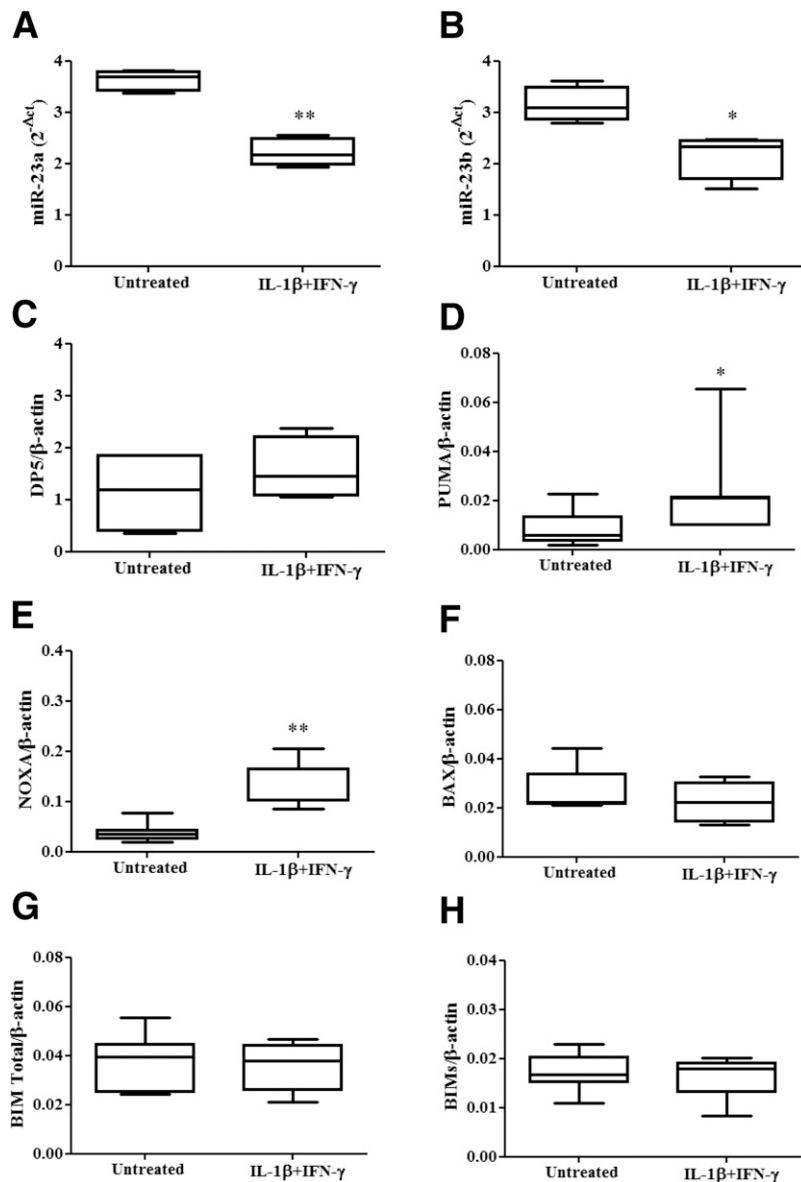 A
miR-23a (2^-Δct)
4
3
2
1
0
**
Untreated
IL-1β+IFN-γ
B
miR-23b (2^-Δct)
4
3
2
1
0
*
Untreated
IL-1β+IFN-γ
C
DP5/β-actin
4
3
2
1
0
Untreated
IL-1β+IFN-γ
D
PUMA/β-actin
0.08
0.06
0.04
0.02
0.00
*
Untreated
IL-1β+IFN-γ
E
NOXA/β-actin
0.4
0.3
0.2
0.1
0.0
**
Untreated
IL-1β+IFN-γ
F
BAX/β-actin
0.08
0.06
0.04
0.02
0.00
Untreated
IL-1β+IFN-γ
G
BIM Total/β-actin
0.08
0.06
0.04
0.02
0.00
Untreated
IL-1β+IFN-γ
H
BIMs/β-actin
0.04
0.03
0.02
0.01
0.00
Untreated
IL-1β+IFN-γ